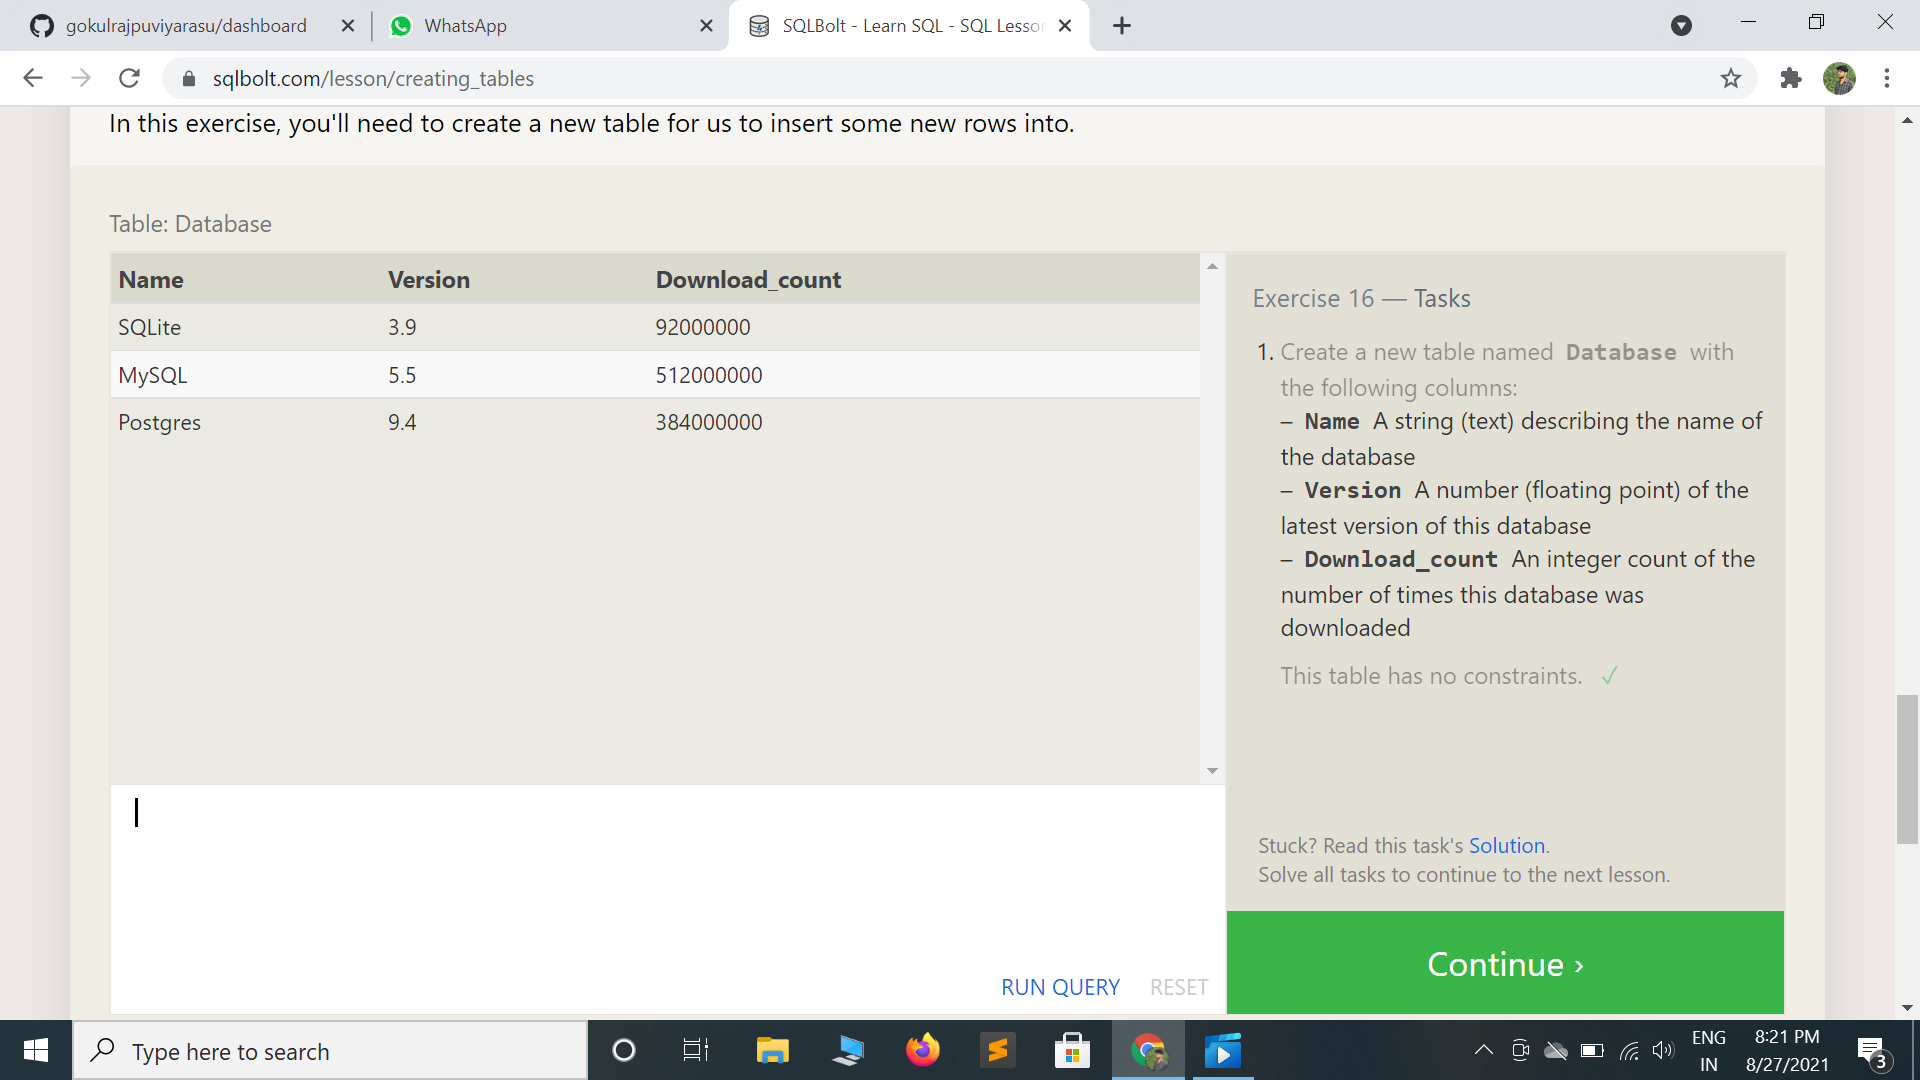 gokulrajpuviyarasu/dashboard
WhatsApp
SQLBolt - Learn SQL - SQL Lesson
sqlbolt.com/lesson/creating_tables
In this exercise, you'll need to create a new table for us to insert some new rows into.
Table: Database
Name Version Download_count
SQLite 3.9 92000000
MySQL 5.5 512000000
Postgres 9.4 384000000
RUN QUERY RESET
Exercise 16 — Tasks
1. Create a new table named Database with
the following columns:
– Name A string (text) describing the name of
the database
– Version A number (floating point) of the
latest version of this database
– Download_count An integer count of the
number of times this database was
downloaded
This table has no constraints. ✓
Stuck? Read this task's Solution.
Solve all tasks to continue to the next lesson.
Continue ›
Type here to search
ENG
IN
8:21 PM
8/27/2021
3